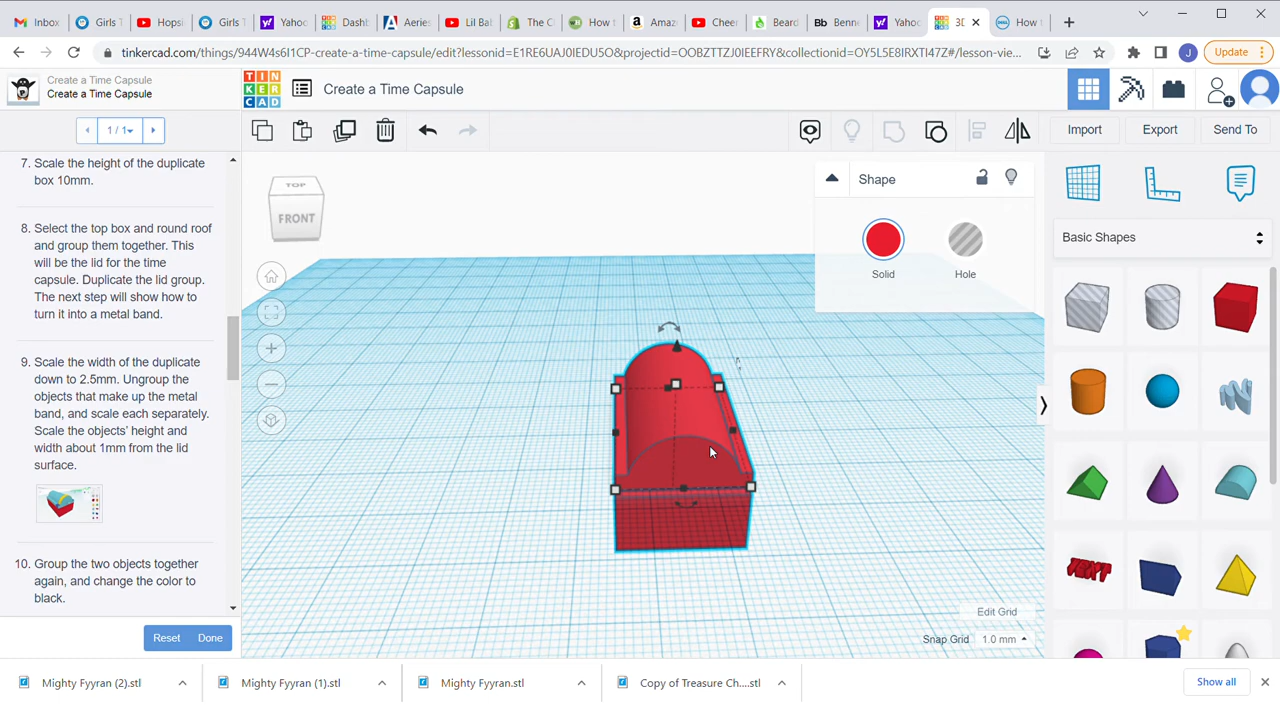 Inbox
Girls T
Hopsi
Girls T
Yahoo
Dashb
Aeries
Lil Ba
The C
How t
Amaz
Cheer
Beard
Bb Benne
Yahoo
3D
How t
tinkercad.com/things/944W4s6I1CP-create-a-time-capsule/edit?lessonid=E1RE6UAJ0IEDU5O&projectid=OOBZTTZJ0IEEFRY&collectionid=OY5L5E8IRXTI47Z#/lesson-vie...
J
Update
Create a Time Capsule
Create a Time Capsule
TIN
KER
CAD
Create a Time Capsule
1 / 1
Import
Export
Send To
7. Scale the height of the duplicate
box 10mm.
8. Select the top box and round roof
and group them together. This
will be the lid for the time
capsule. Duplicate the lid group.
The next step will show how to
turn it into a metal band.
9. Scale the width of the duplicate
down to 2.5mm. Ungroup the
objects that make up the metal
band, and scale each separately.
Scale the objects' height and
width about 1mm from the lid
surface.
10. Group the two objects together
again, and change the color to
black.
Reset
Done
TOP
FRONT
Shape
Solid
Hole
Edit Grid
Snap Grid 1.0 mm
Basic Shapes
TEXT
Mighty Fyyran (2).stl
Mighty Fyyran (1).stl
Mighty Fyyran.stl
Copy of Treasure Ch....stl
Show all